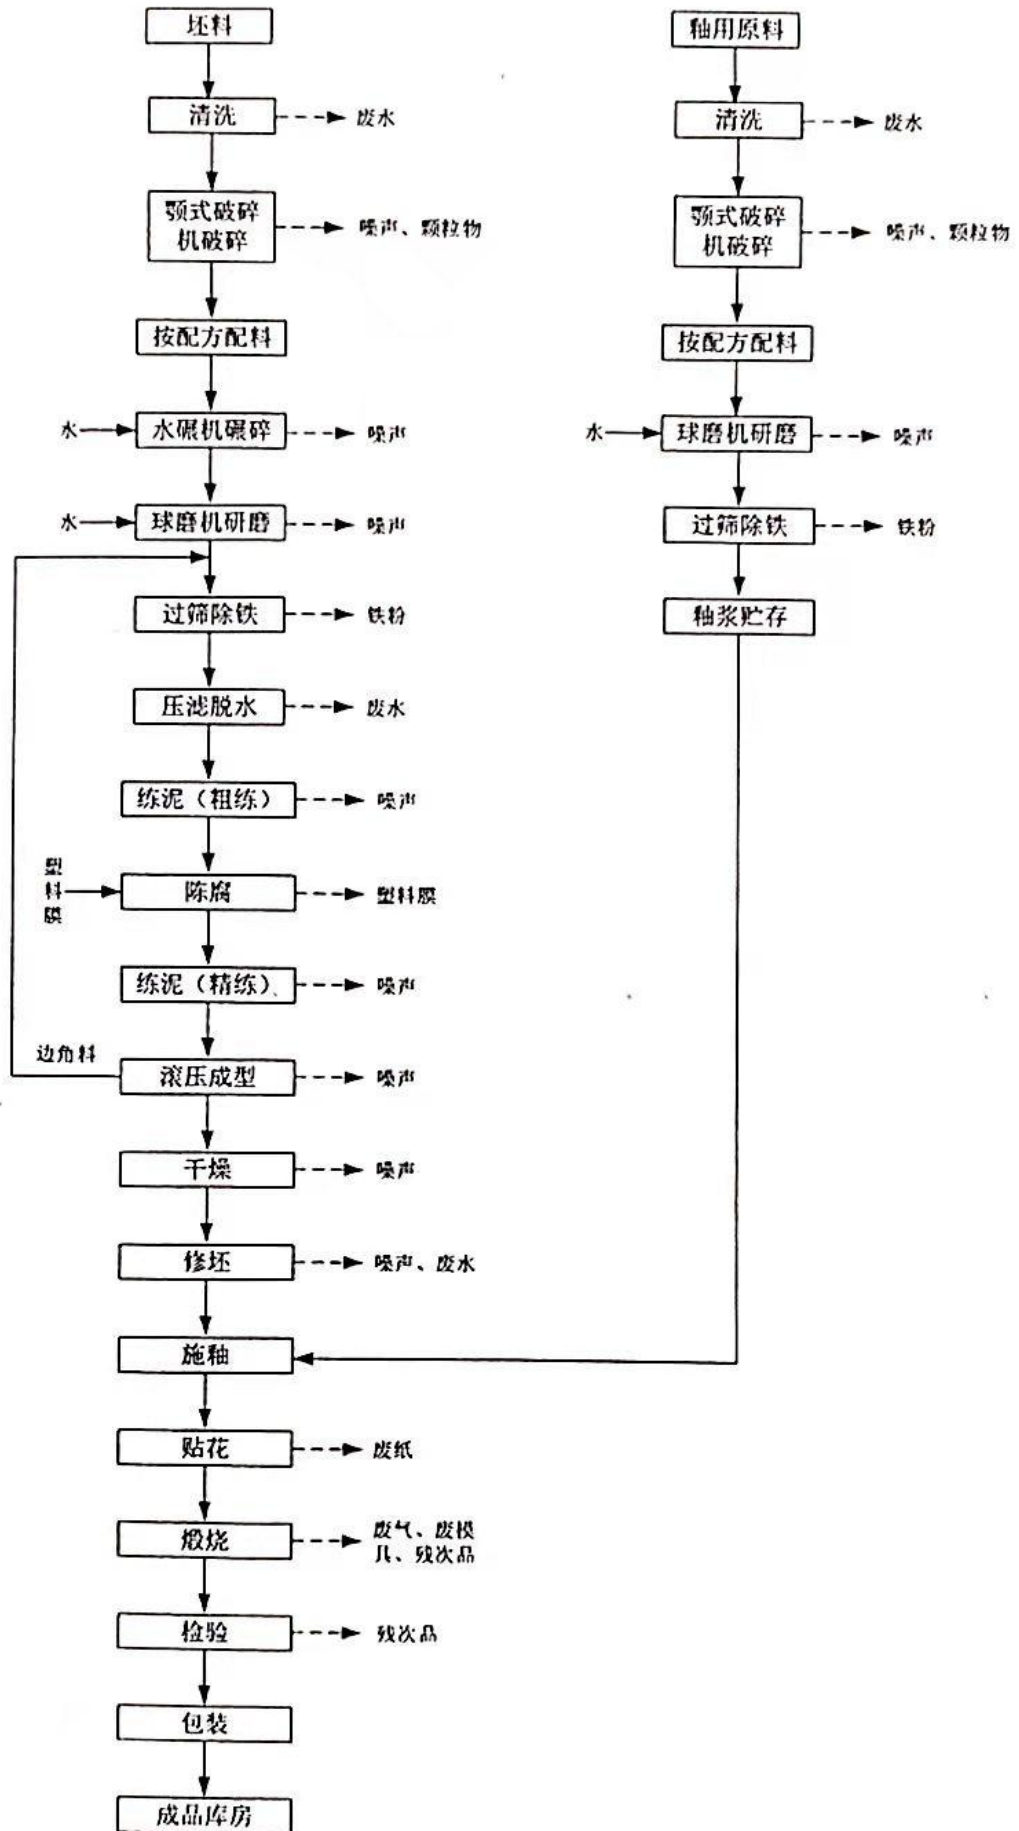 坯料
清洗
废水
颚式破碎
机破碎
噪声、颗粒物
按配方配料
水
水碾机碾碎
噪声
水
球磨机研磨
噪声
过筛除铁
铁粉
压滤脱水
废水
练泥（粗练）
噪声
塑
料
膜
陈腐
塑料膜
练泥（精练）
噪声
边角料
滚压成型
噪声
干燥
噪声
修坯
噪声、废水
施釉
贴花
废纸
煅烧
废气、废模
具、残次品
检验
残次品
包装
成品库房
釉用原料
清洗
废水
颚式破碎
机破碎
噪声、颗粒物
按配方配料
水
球磨机研磨
噪声
过筛除铁
铁粉
釉浆贮存